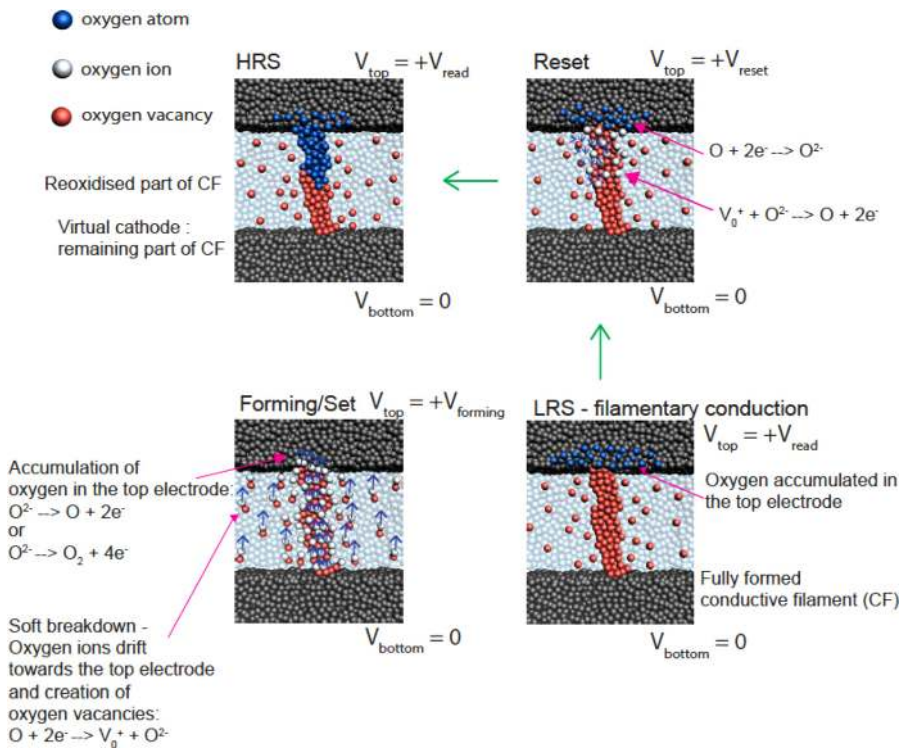 oxygen atom
oxygen ion
oxygen vacancy
HRS
V_top = +V_read
Reoxidised part of CF
Virtual cathode :
remaining part of CF
V_bottom = 0
Reset
V_top = +V_reset
O + 2e⁻ --> O²⁻
V₀⁺ + O²⁻ --> O + 2e⁻
V_bottom = 0
Forming/Set
V_top = +V_forming
Accumulation of
oxygen in the top electrode:
O²⁻ --> O + 2e⁻
or
O²⁻ --> O₂ + 4e⁻
Soft breakdown -
Oxygen ions drift
towards the top electrode
and creation of
oxygen vacancies:
O + 2e⁻ --> V₀⁺ + O²⁻
V_bottom = 0
LRS - filamentary conduction
V_top = +V_read
Oxygen accumulated in
the top electrode
Fully formed
conductive filament (CF)
V_bottom = 0